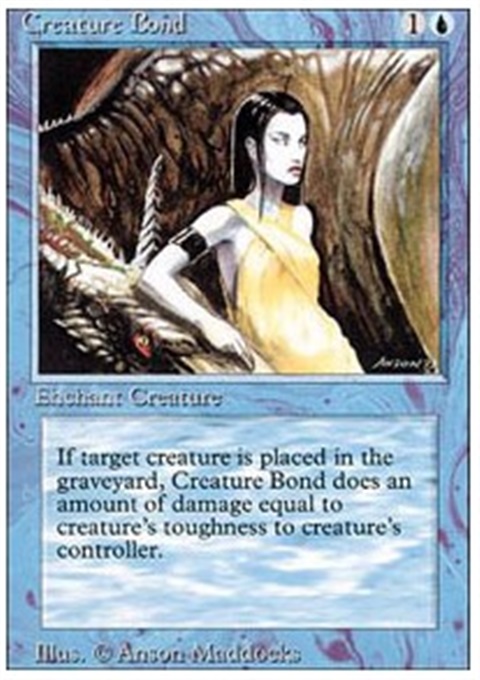 Creature Bond 1
ANSON
Enchant Creature
If target creature is placed in the
graveyard, Creature Bond does an
amount of damage equal to
creature's toughness to creature's
controller.
Illus. © Anson Maddocks